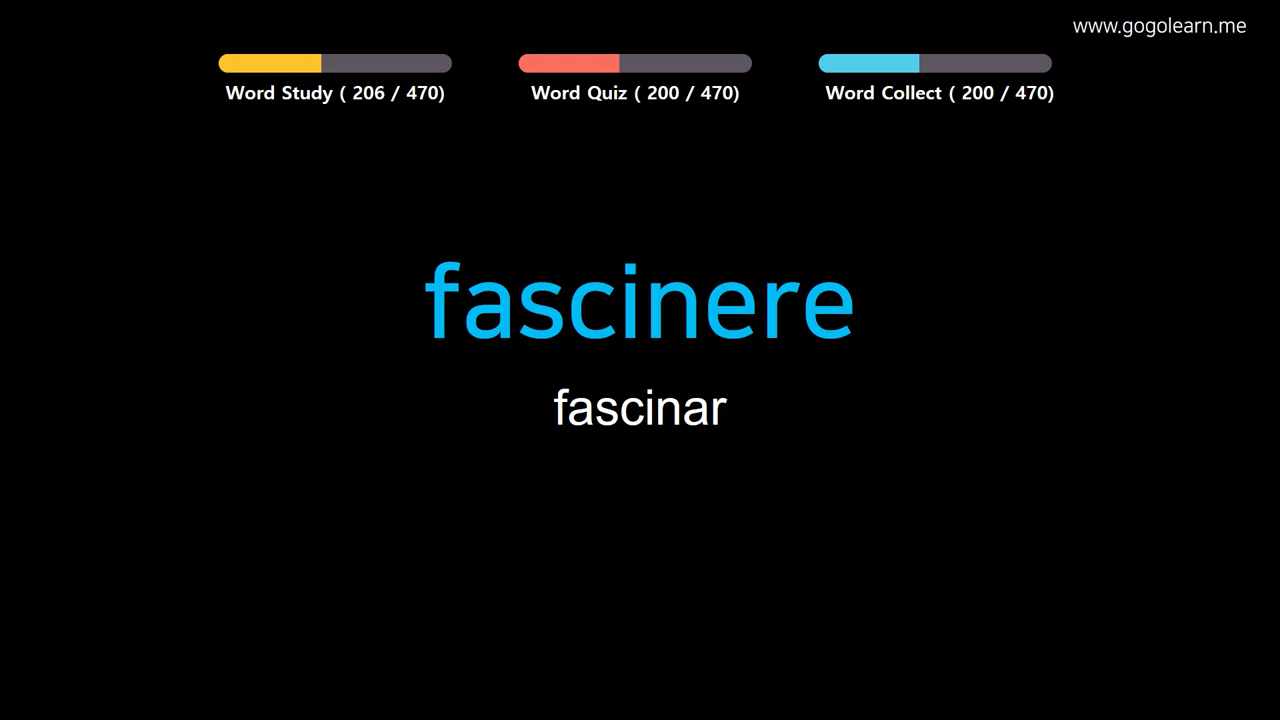 www.gogolearn.me
Word Study ( 206 / 470)
Word Quiz ( 200 / 470)
Word Collect ( 200 / 470)
fascinere
fascinar